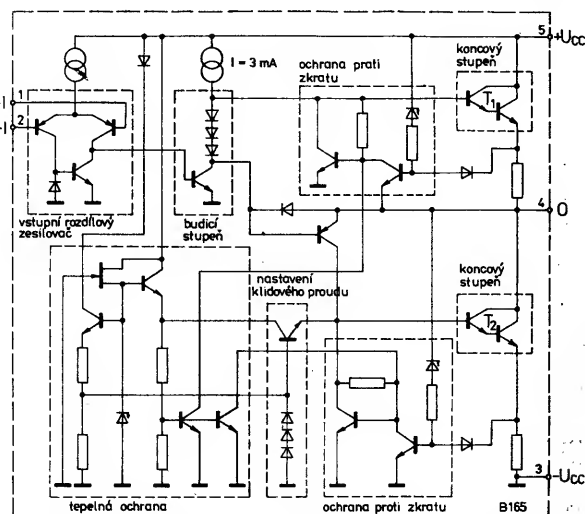 5
+Ucc
koncový
stupeň
I = 3 mA
ochrana proti
zkratu
T1
1
-I
2
vstupní rozdílový
zesilovač
budicí
stupeň
4
0
nastavení
klidového proudu
koncový
stupeň
T2
3
-Ucc
tepelná ochrana
ochrana proti zkratu
B165